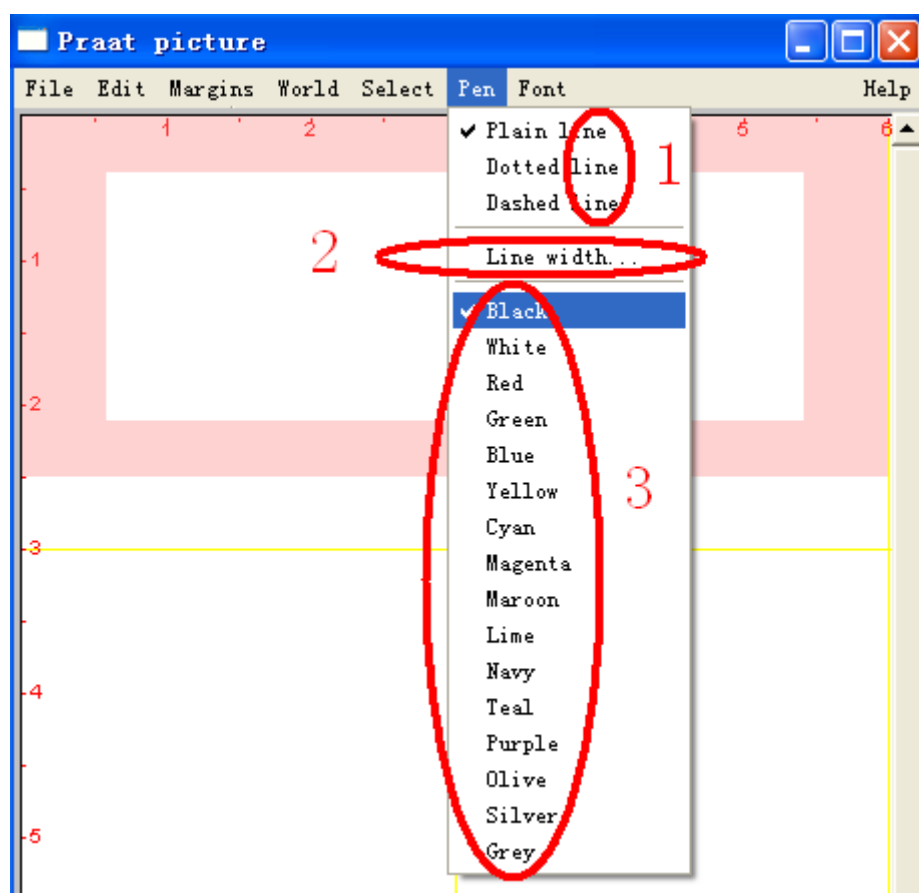 Praat picture
File Edit Margins World Select Pen Font Help
1 2 5 6
Plain line
Dotted line
1
Dashed line
2
Line width...
1
Black
White
Red
2
Green
Blue
Yellow
3
Cyan
3
Magenta
Maroon
Lime
Navy
4
Teal
Purple
Olive
Silver
5
Grey